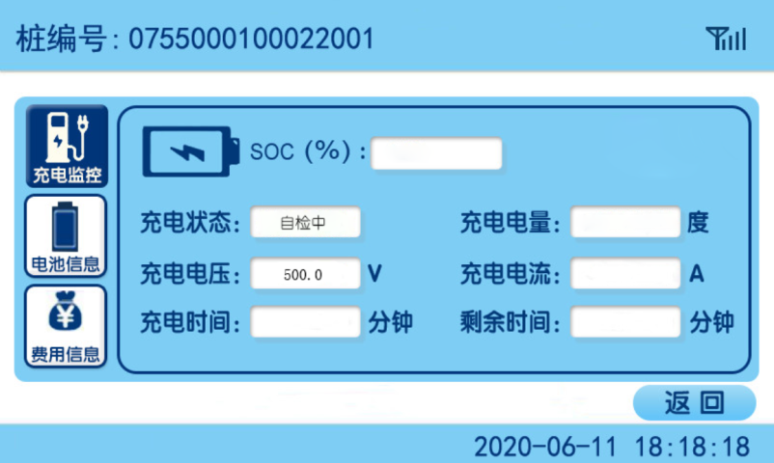 桩编号: 0755000100022001
充电监控
电池信息
费用信息
SOC (%) :
充电状态: 自检中 充电电量: 度
充电电压: 500.0 V 充电电流: A
充电时间: 分钟 剩余时间: 分钟
返回
2020-06-11 18:18:18